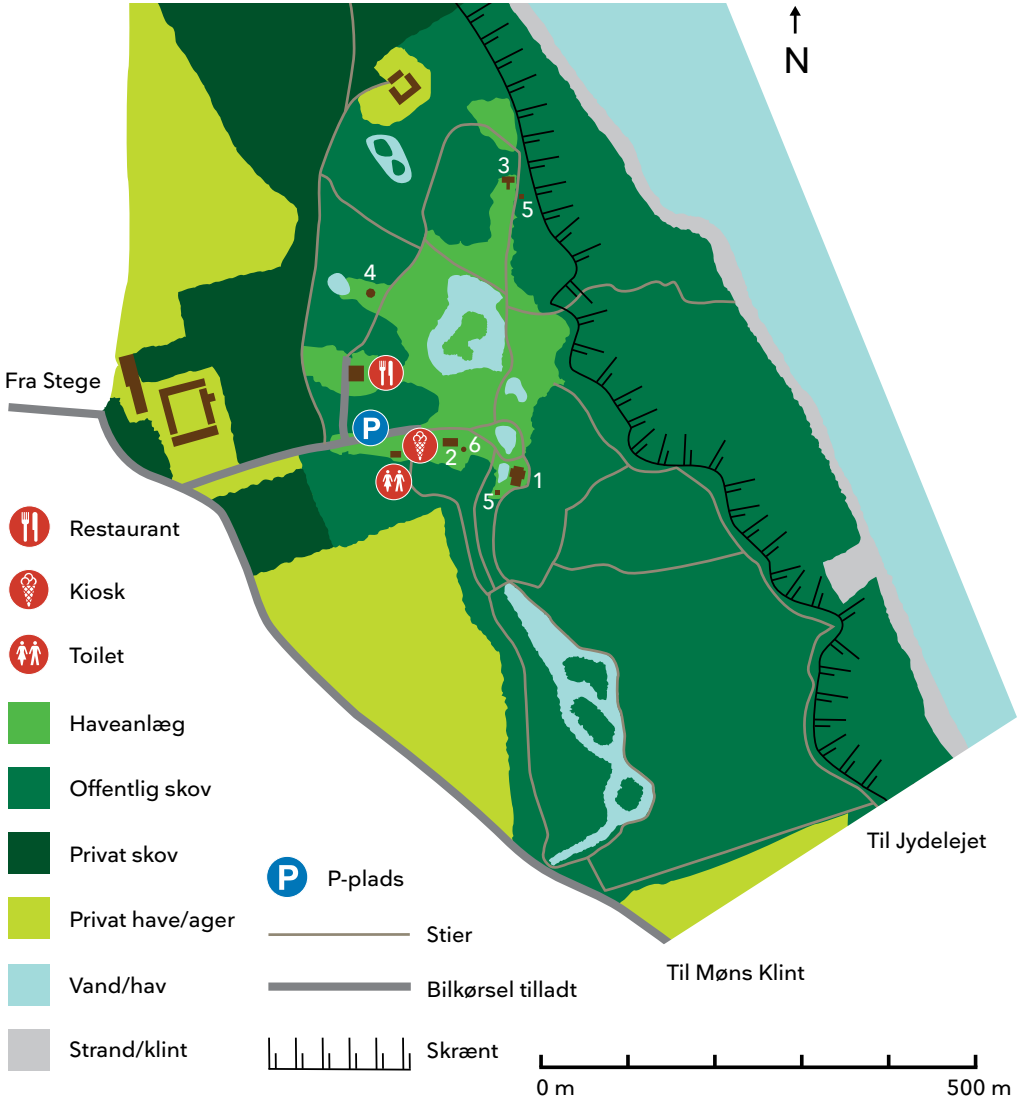 N
3
5
4
Fra Stege
P
6
2
1
5
Restaurant
Kiosk
Toilet
Haveanlæg
Offentlig skov
Privat skov
Privat have/ager
Vand/hav
Strand/klint
P P-plads
Stier
Bilkørsel tilladt
Skrænt
Til Jydelejet
Til Møns Klint
0 m 500 m